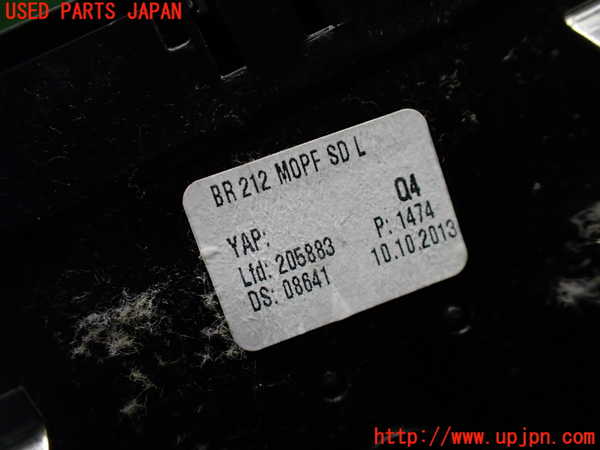 USED PARTS JAPAN
BR 212 MOPF SD L
Q4
YAP:
P: 1474
Lfd: 205883
10.10.2013
DS: 08641
http://www.upjpn.com/